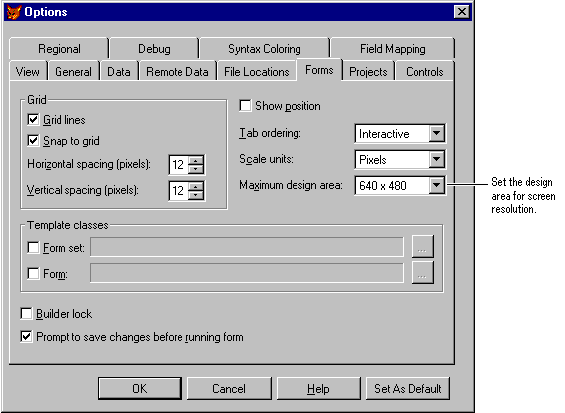 Options
Regional Debug Syntax Coloring Field Mapping
View General Data Remote Data File Locations Forms Projects Controls
Grid
Grid lines
Snap to grid
Horizontal spacing (pixels): 12
Vertical spacing (pixels): 12
Show position
Tab ordering: Interactive
Scale units: Pixels
Maximum design area: 640 x 480
Set the design
area for screen
resolution.
Template classes
Form set: ...
Form: ...
Builder lock
Prompt to save changes before running form
OK Cancel Help Set As Default